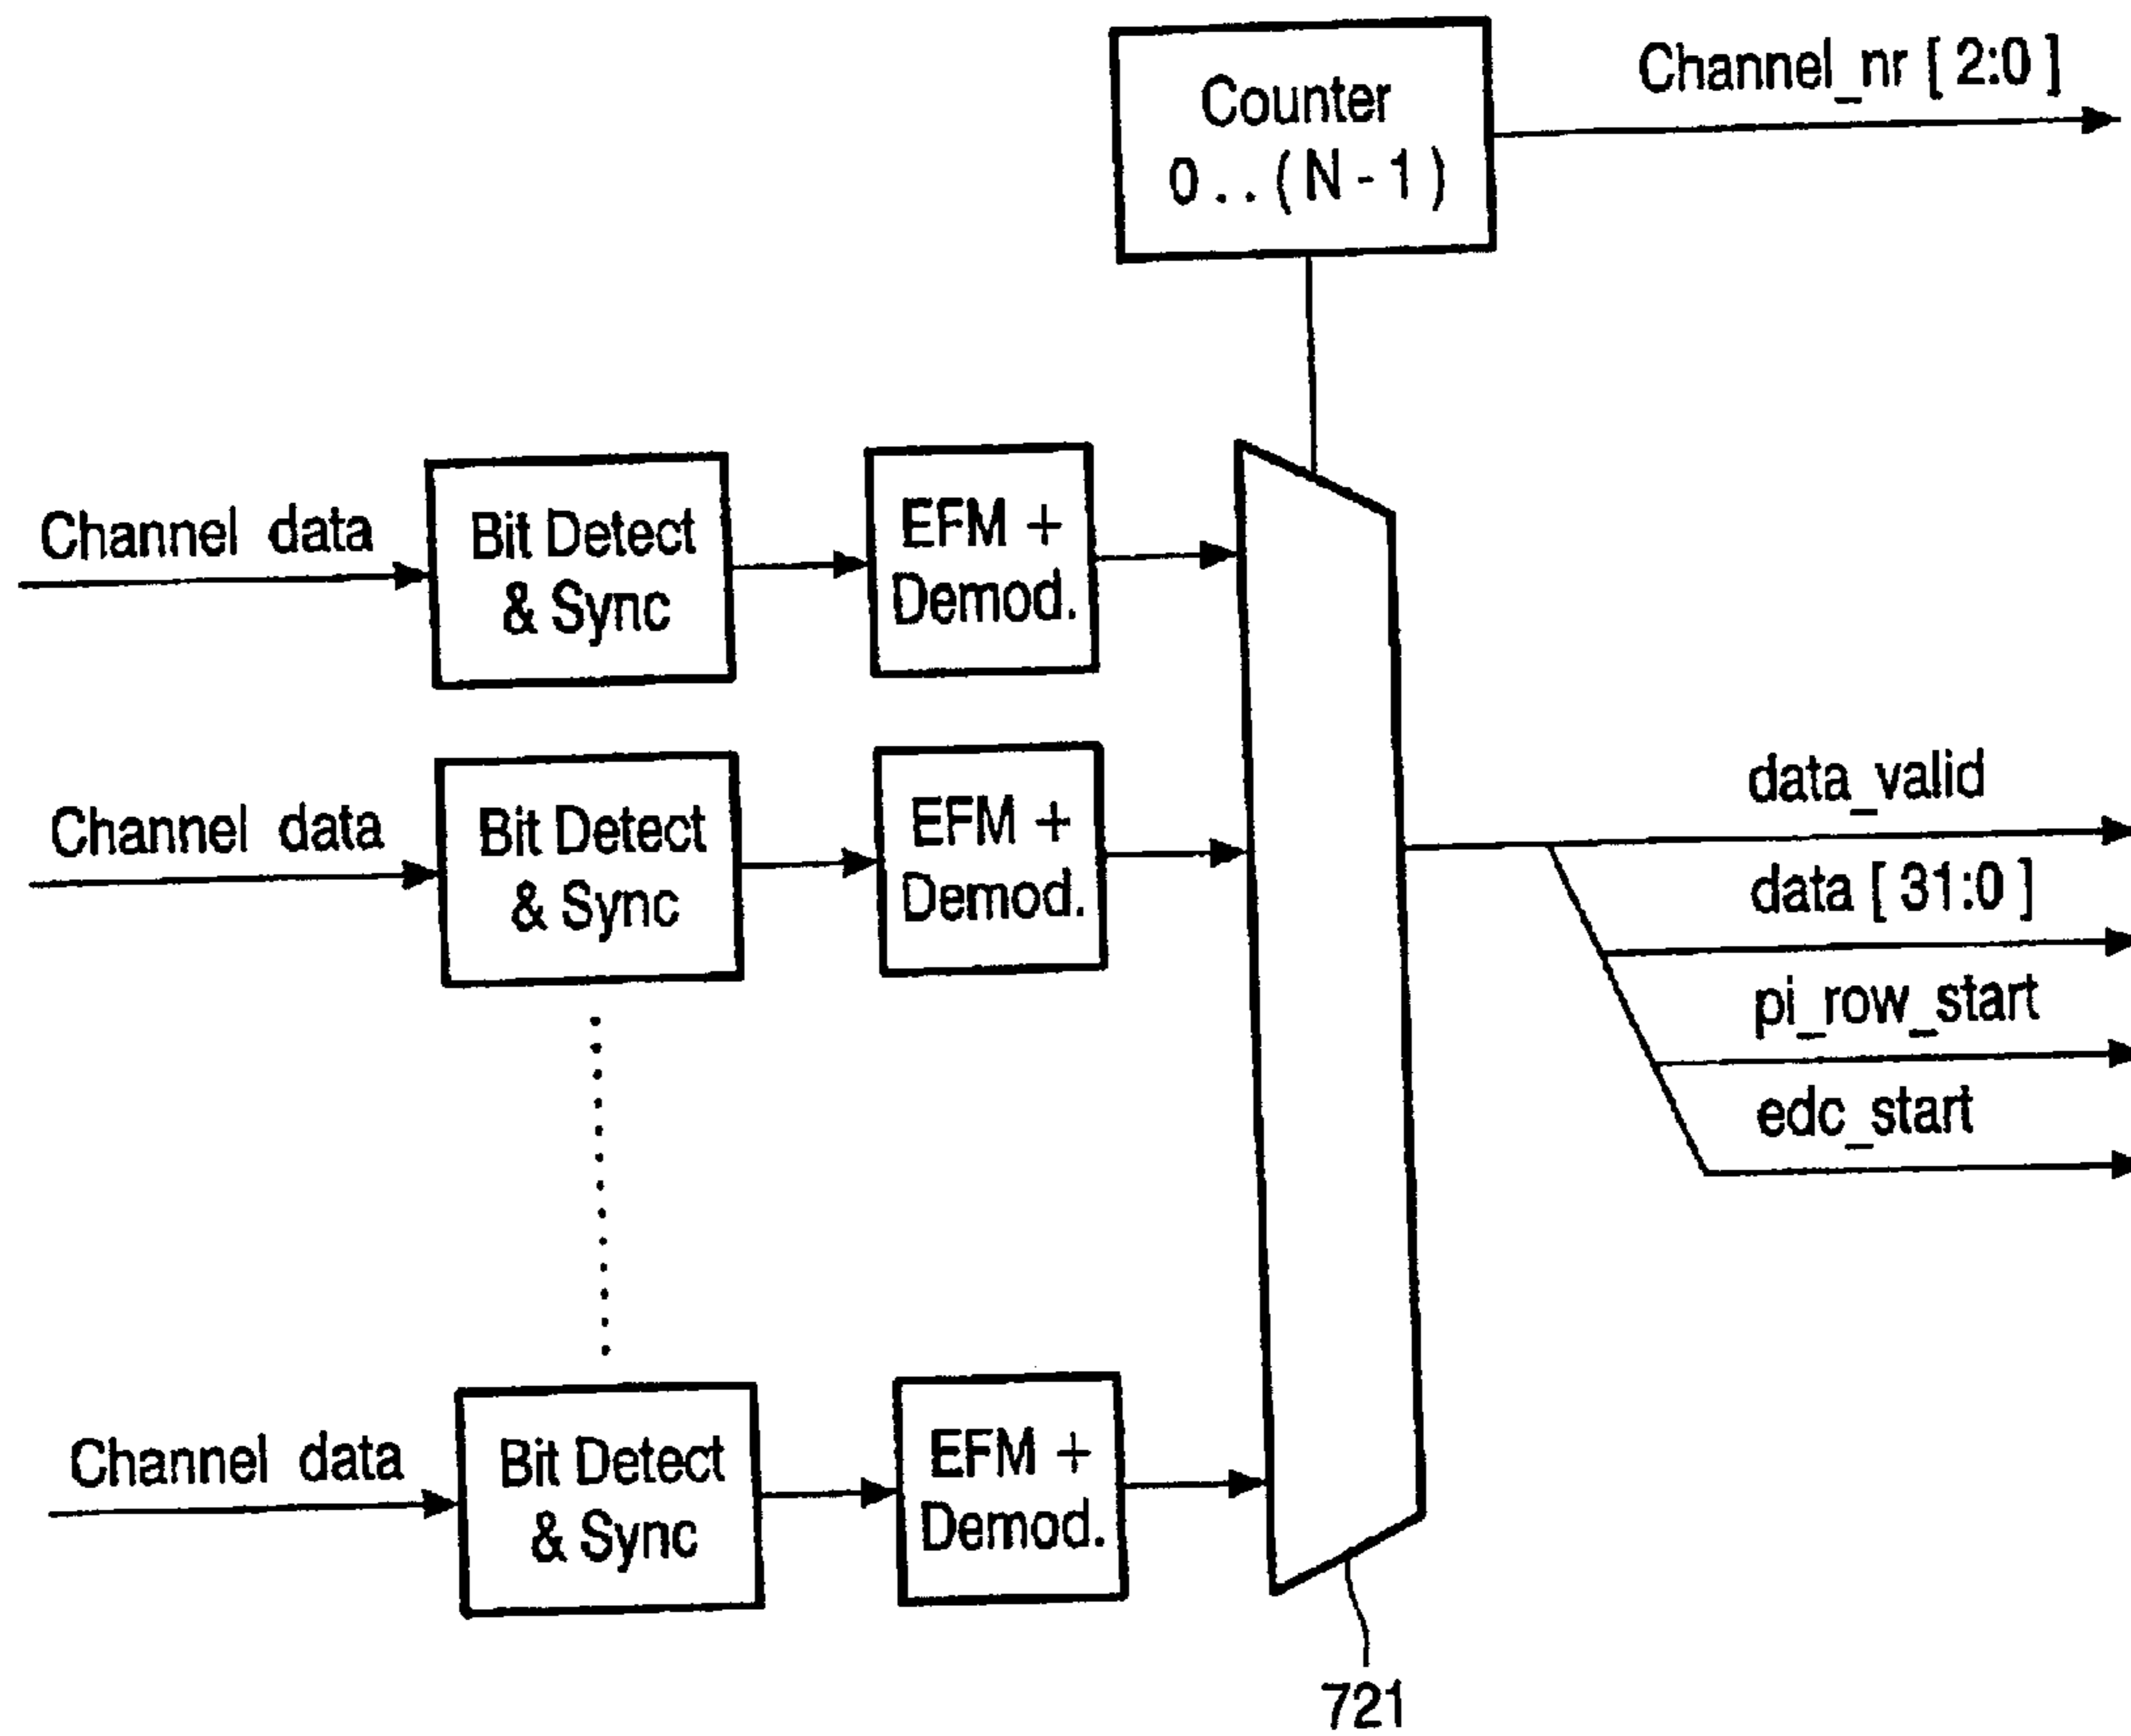 Counter
0..(N-1)
Channel_nr [ 2:0 ]
Channel data
Bit Detect
& Sync
EFM +
Demod.
Channel data
Bit Detect
& Sync
EFM +
Demod.
data_valid
data [ 31:0 ]
pi_row_start
edc_start
Channel data
Bit Detect
& Sync
EFM +
Demod.
721